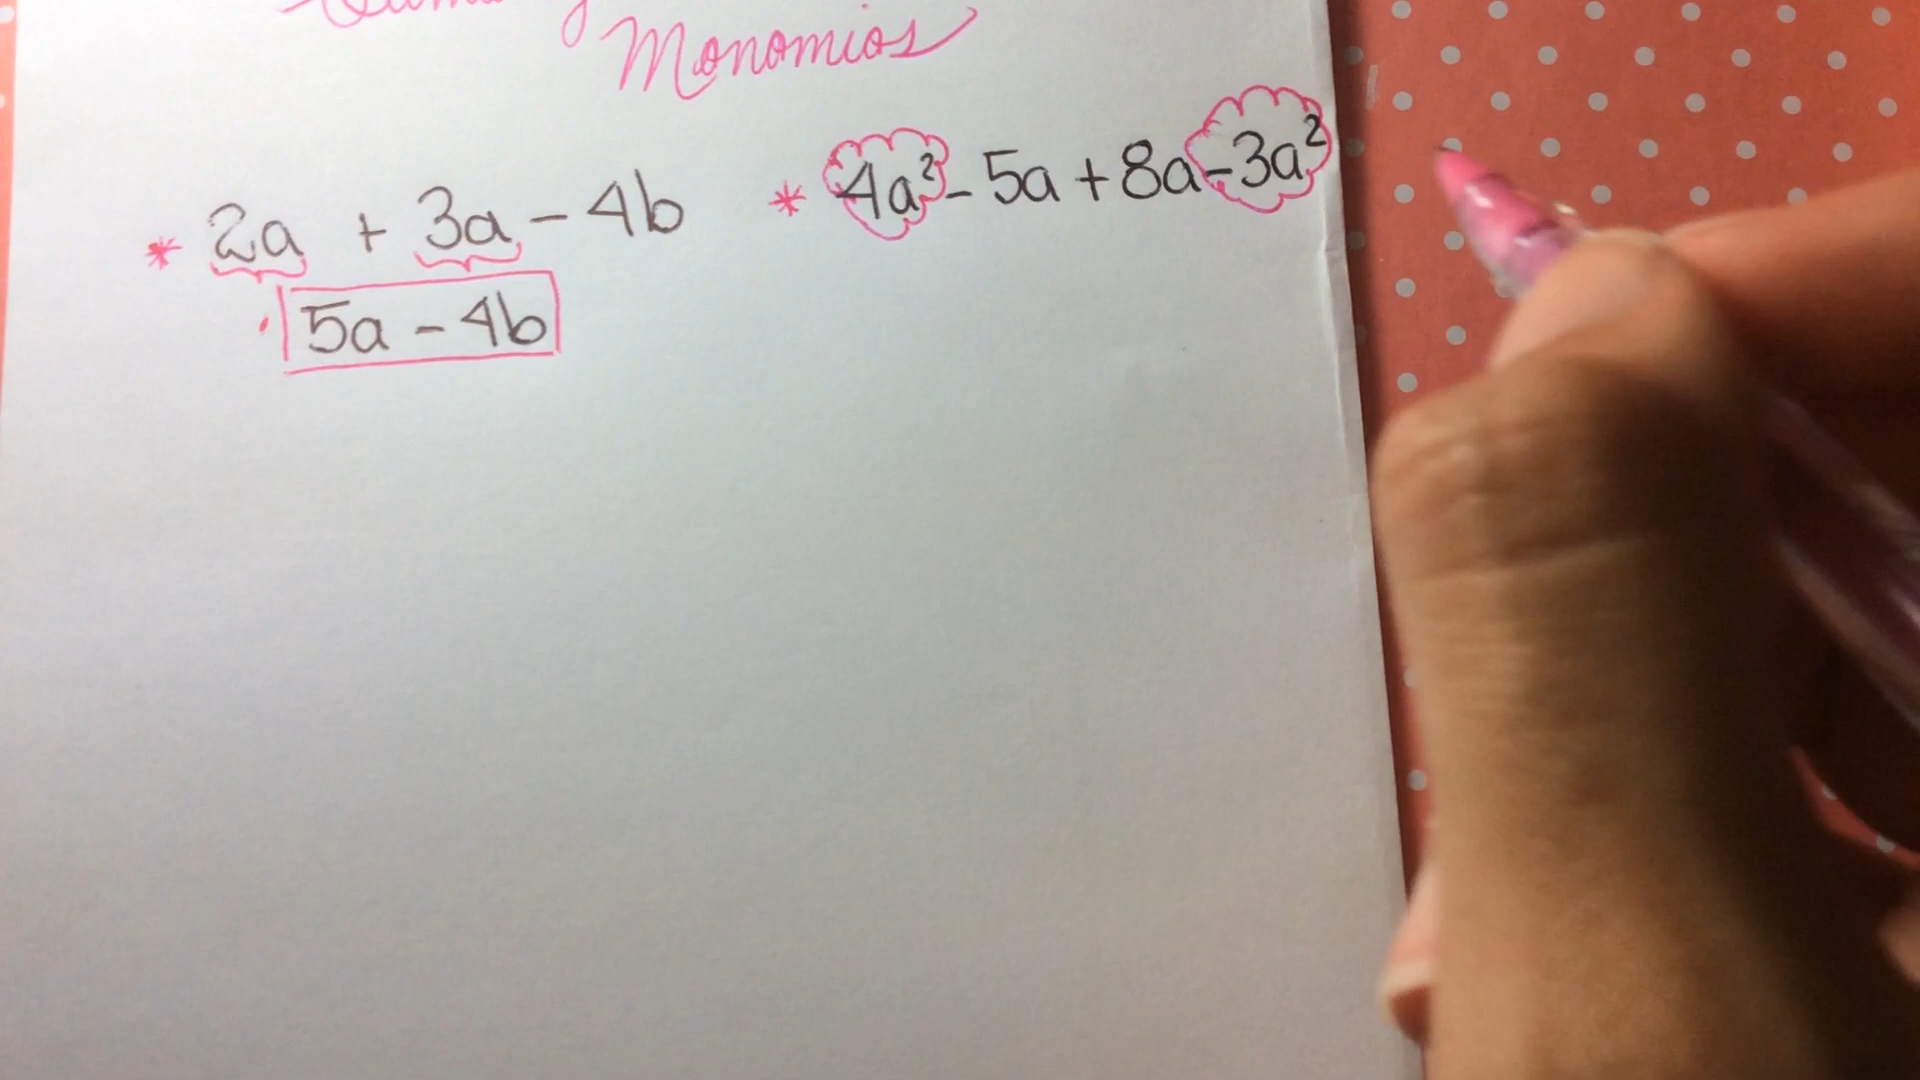 Monomios
* 2a + 3a - 4b
5a - 4b
* 4a² - 5a + 8a - 3a²